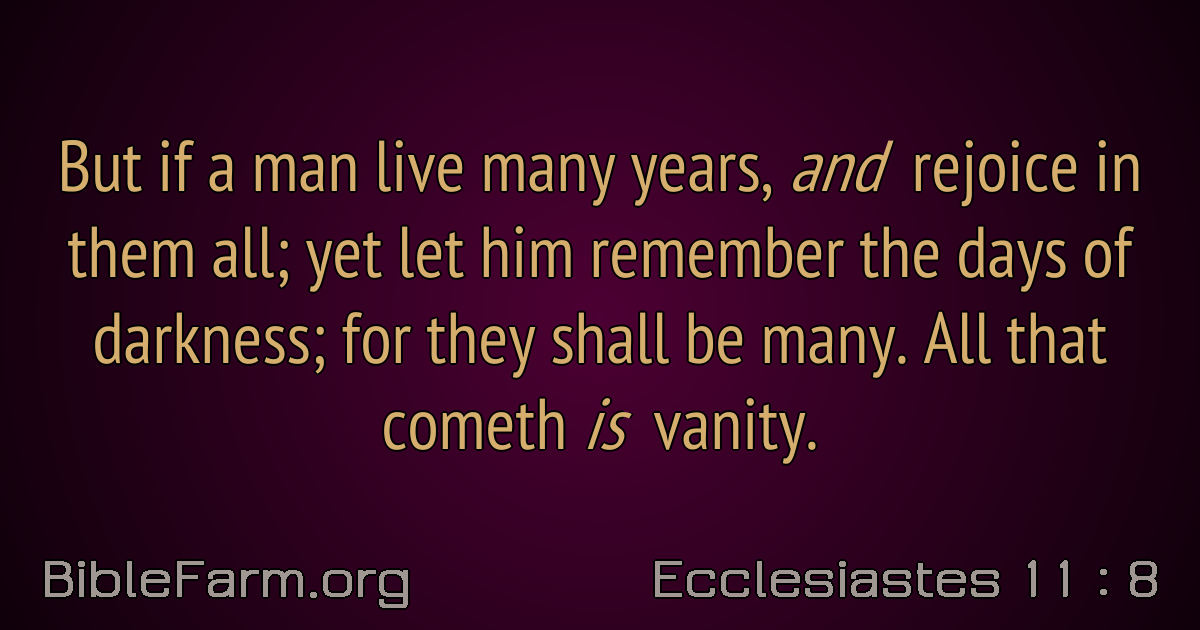 But if a man live many years, and rejoice in
them all; yet let him remember the days of
darkness; for they shall be many. All that
cometh is vanity.
BibleFarm.org
Ecclesiastes 11 : 8